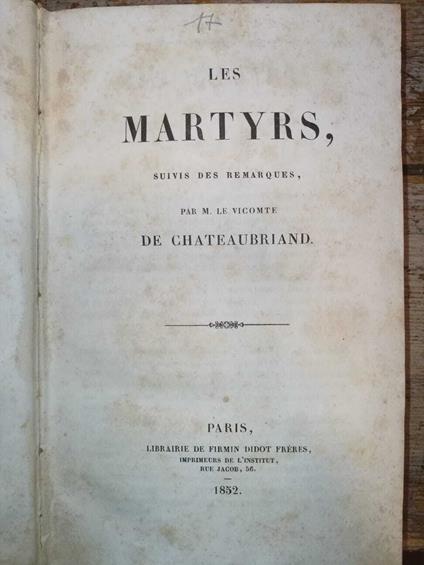 17
LES
MARTYRS,
SUIVIS DES REMARQUES,
PAR M. LE VICOMTE
DE CHATEAUBRIAND.
PARIS,
LIBRAIRIE DE FIRMIN DIDOT FRÈRES,
IMPRIMEURS DE L'INSTITUT,
RUE JACOB, 56.
1852.